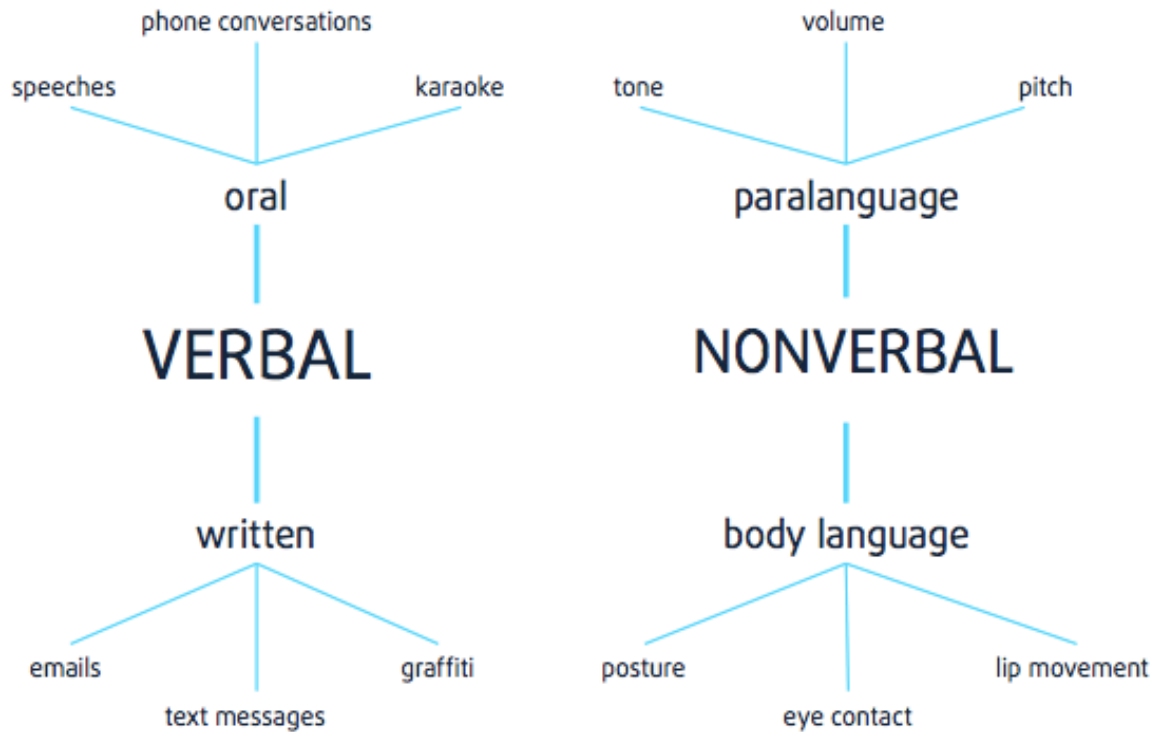 phone conversations
speeches
karaoke
oral
VERBAL
written
emails
graffiti
text messages
volume
tone
pitch
paralanguage
NONVERBAL
body language
posture
lip movement
eye contact